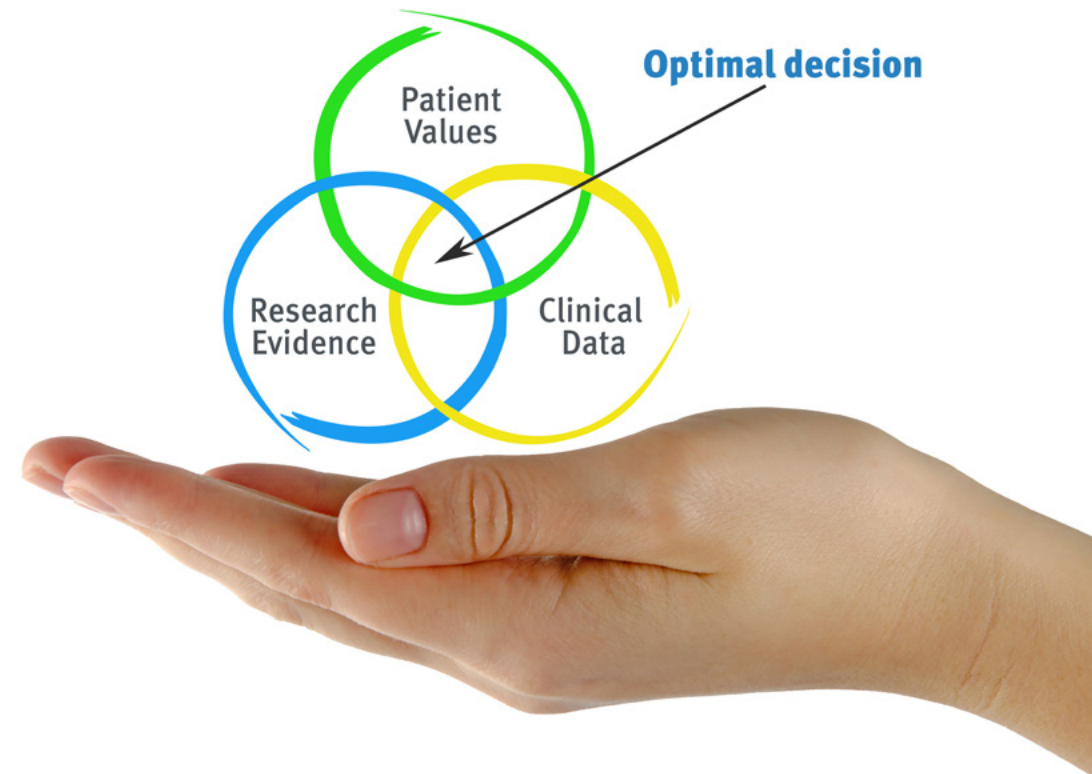 Optimal decision
Patient
Values
Research
Evidence
Clinical
Data